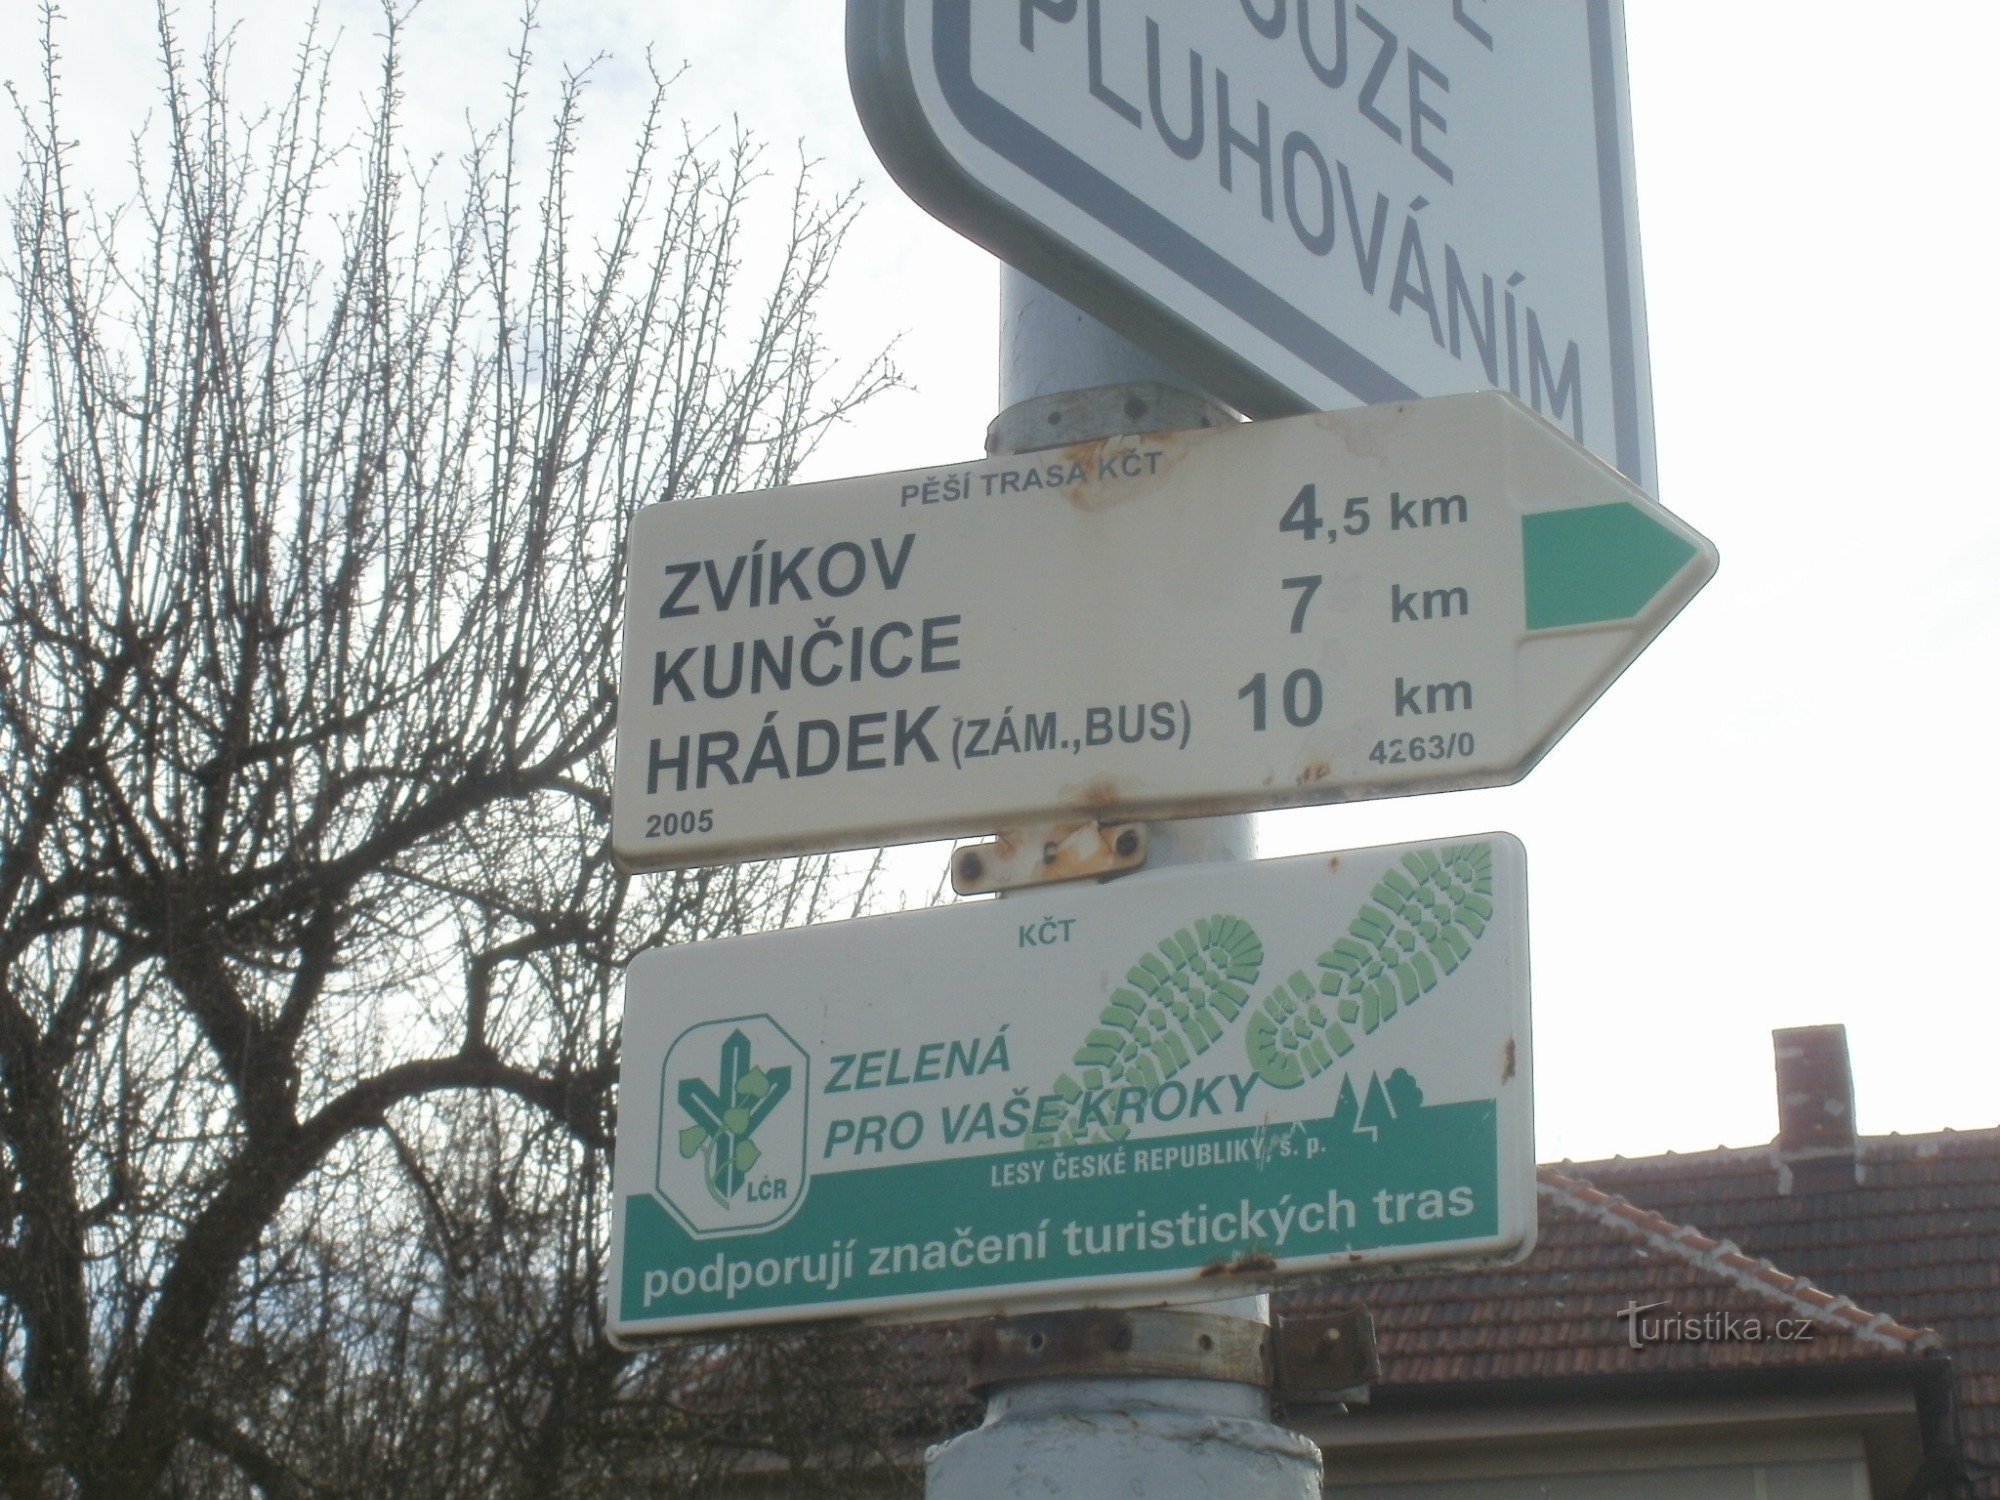 OUZE
PLUHOVÁNÍM
PĚŠÍ TRASA KČT
ZVÍKOV 4,5 km
KUNČICE 7 km
HRÁDEK (ZÁM.,BUS) 10 km
2005 4263/0
KČT
ZELENÁ
PRO VAŠE KROKY
LČR
LESY ČESKÉ REPUBLIKY, s. p.
podporují značení turistických tras
Turistika.cz